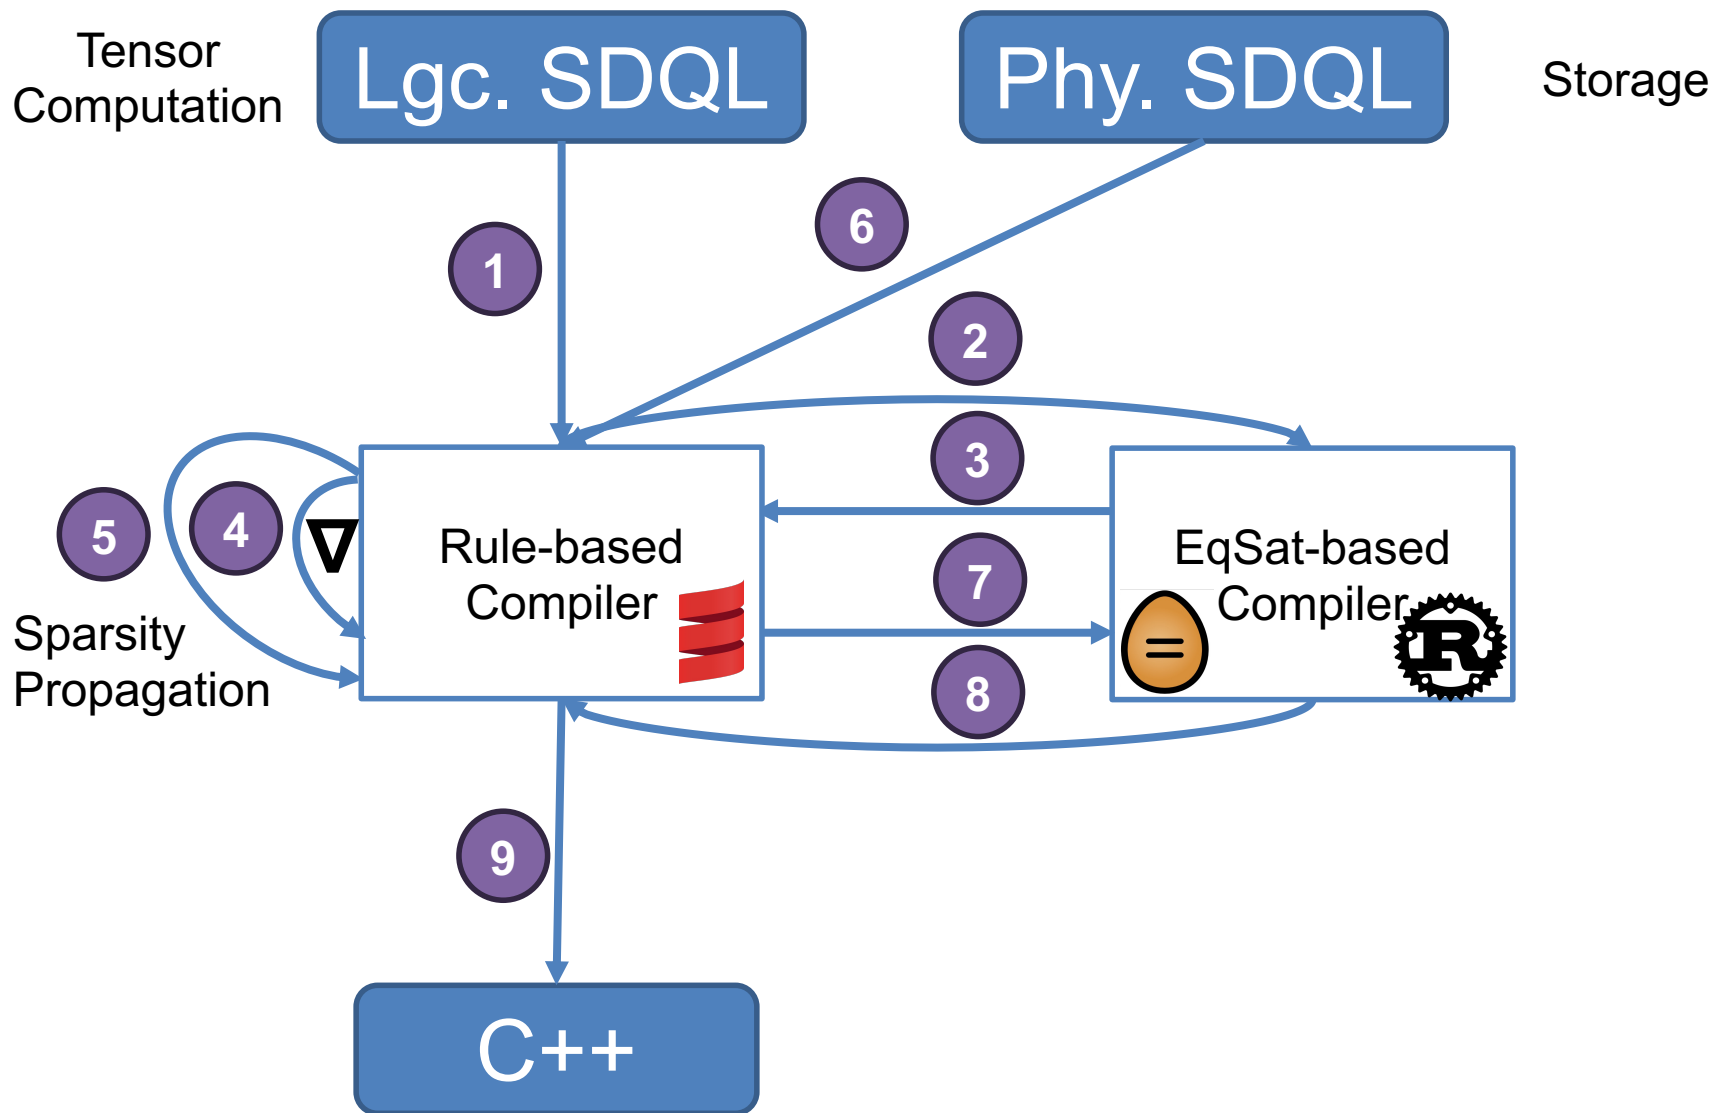 Tensor
Computation
Lgc. SDQL
Phy. SDQL
Storage
1
6
2
3
5
4
∇
Rule-based
Compiler
7
EqSat-based
Compiler
=
R
Sparsity
Propagation
8
9
C++